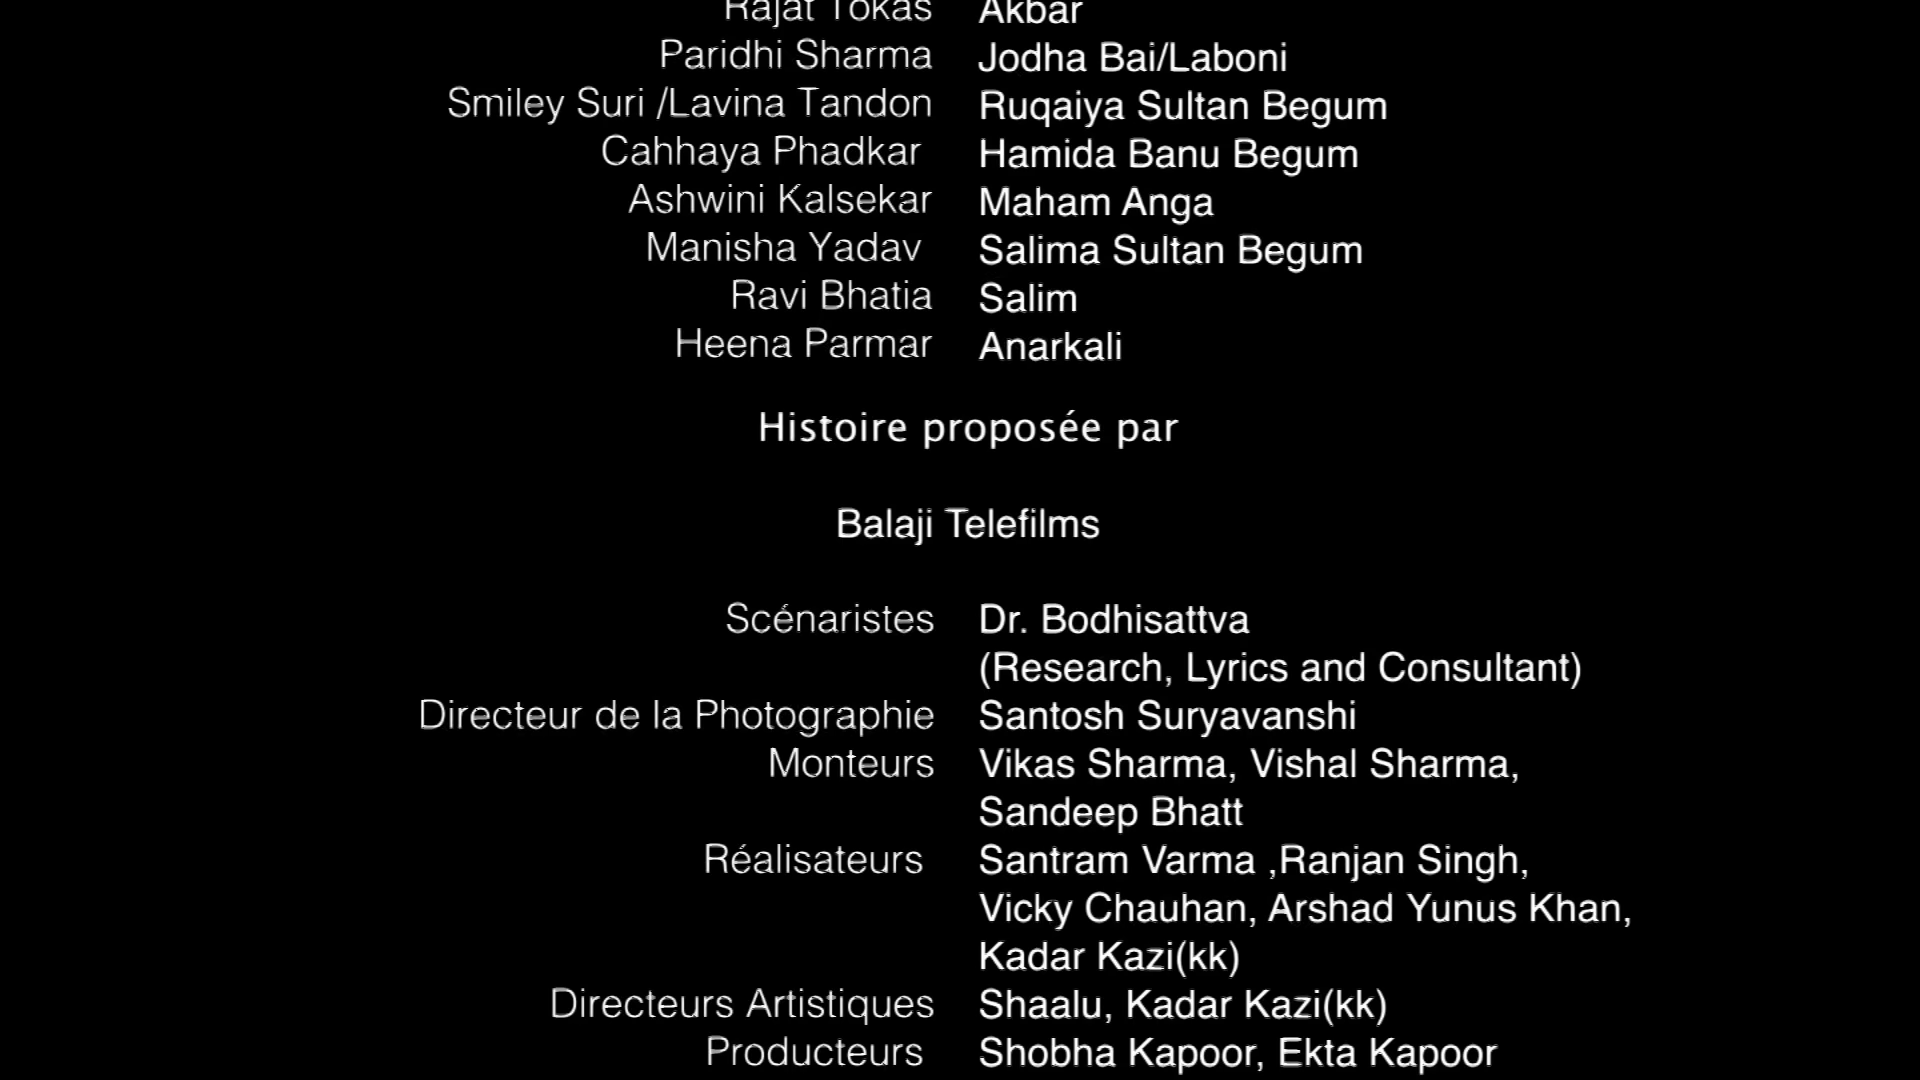 Rajat Tokas Akbar
Paridhi Sharma Jodha Bai/Laboni
Smiley Suri /Lavina Tandon Ruqaiya Sultan Begum
Cahhaya Phadkar Hamida Banu Begum
Ashwini Kalsekar Maham Anga
Manisha Yadav Salima Sultan Begum
Ravi Bhatia Salim
Heena Parmar Anarkali
Histoire proposée par
Balaji Telefilms
Scénaristes Dr. Bodhisattva
(Research, Lyrics and Consultant)
Directeur de la Photographie Santosh Suryavanshi
Monteurs Vikas Sharma, Vishal Sharma,
Sandeep Bhatt
Réalisateurs Santram Varma ,Ranjan Singh,
Vicky Chauhan, Arshad Yunus Khan,
Kadar Kazi(kk)
Directeurs Artistiques Shaalu, Kadar Kazi(kk)
Producteurs Shobha Kapoor, Ekta Kapoor